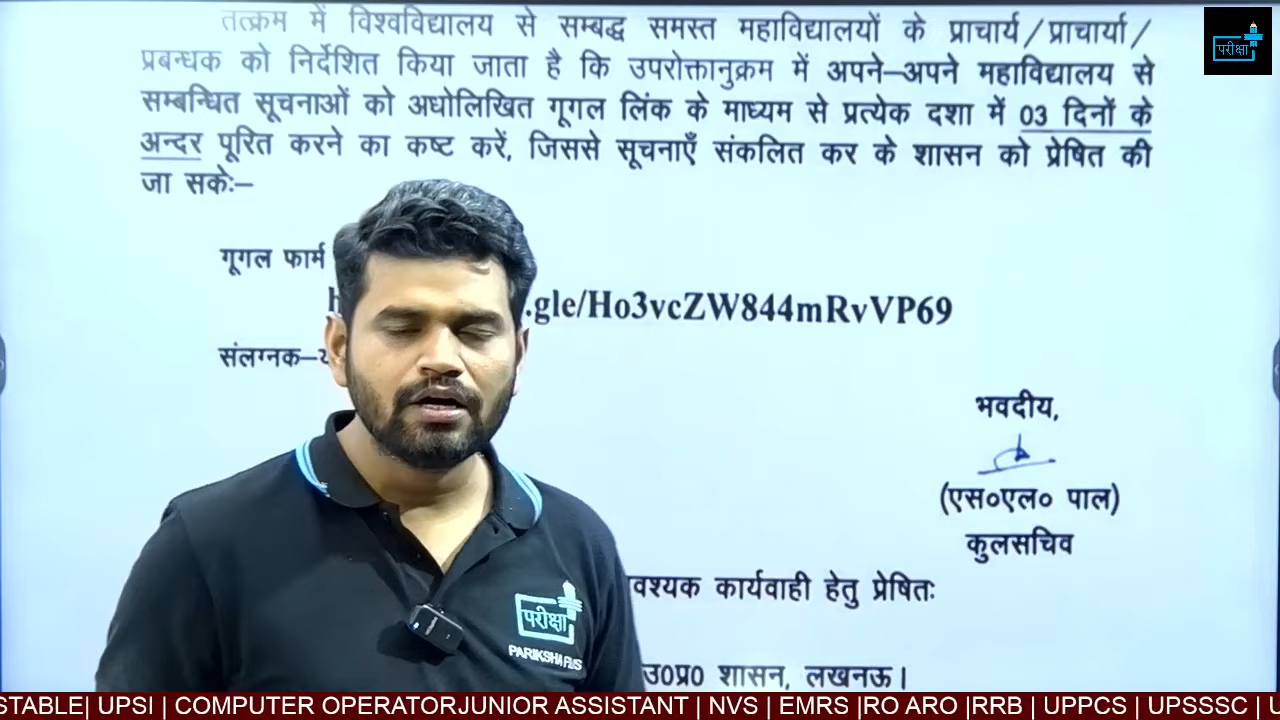 तत्क्रम में विश्वविद्यालय से सम्बद्ध समस्त महाविद्यालयों के प्राचार्य/प्राचार्या/
प्रबन्धक को निर्देशित किया जाता है कि उपरोक्तानुक्रम में अपने–अपने महाविद्यालय से
सम्बन्धित सूचनाओं को अधोलिखित गूगल लिंक के माध्यम से प्रत्येक दशा में 03 दिनों के
अन्दर पूरित करने का कष्ट करें, जिससे सूचनाएँ संकलित कर के शासन को प्रेषित की
जा सकेः–
परीक्षा
गूगल फार्म
.gle/Ho3vcZW844mRvVP69
संलग्नक–
भवदीय,
(एस०एल० पाल)
कुलसचिव
वश्यक कार्यवाही हेतु प्रेषितः
उ0प्र0 शासन, लखनऊ।
परीक्षा
PARIKSHA PLUS
STABLE| UPSI | COMPUTER OPERATORJUNIOR ASSISTANT | NVS | EMRS |RO ARO |RRB | UPPCS | UPSSSC | U